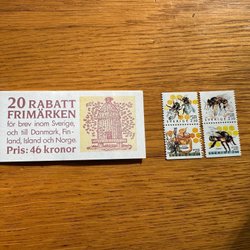 20 RABATT
FRIMÄRKEN
för brev inom Sverige,
och till Danmark, Fin-
land, Island och Norge.
Pris: 46 kronor